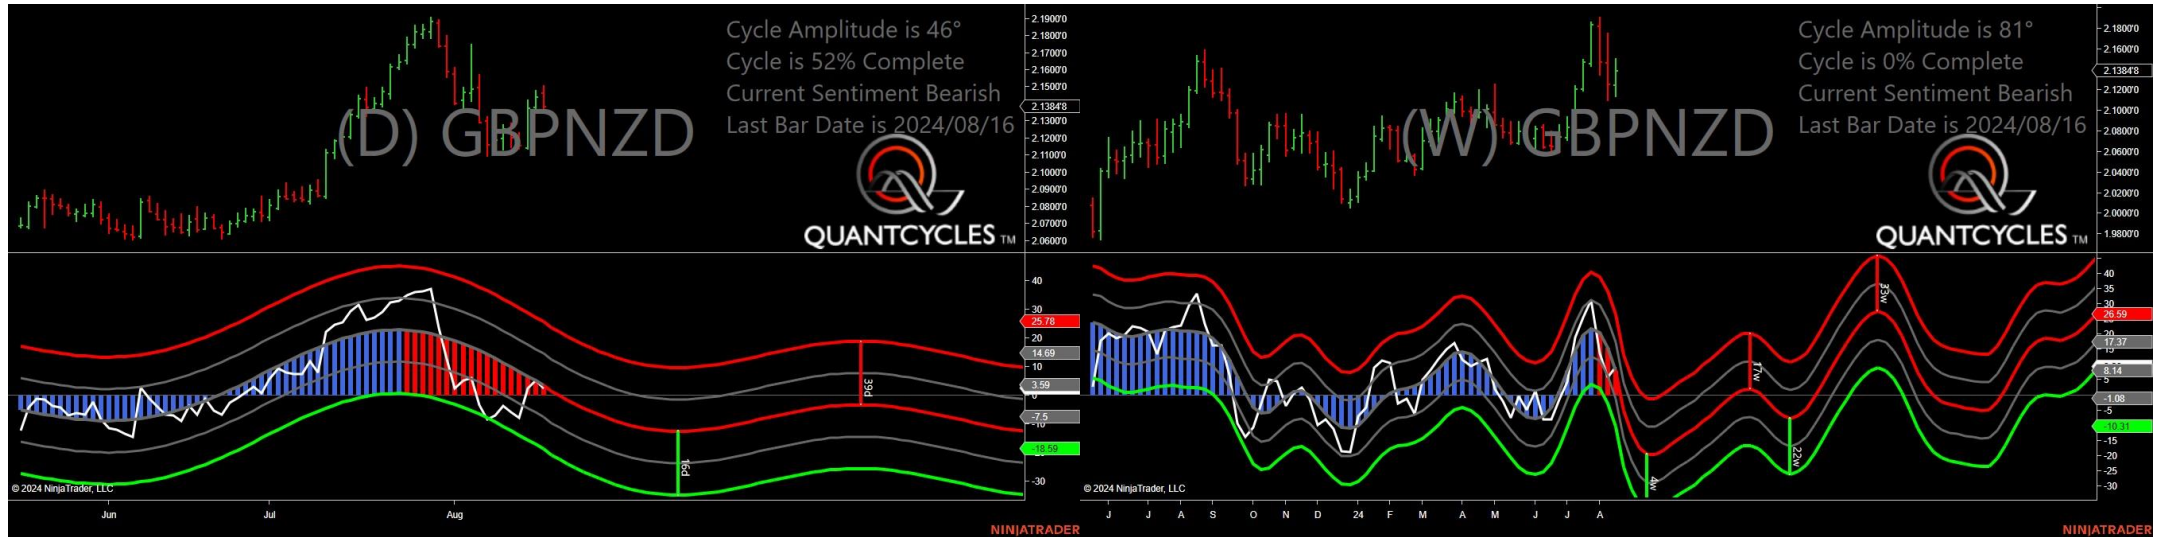 Cycle Amplitude is 46°
Cycle is 52% Complete
Current Sentiment Bearish
Last Bar Date is 2024/08/16
(D) GBPNZD
QUANTCYCLES TM
2.1900'0
2.1800'0
2.1700'0
2.1600'0
2.1500'0
2.1384'8
2.1300'0
2.1200'0
2.1100'0
2.1000'0
2.0900'0
2.0800'0
2.0700'0
2.0600'0
40
30
25.78
20
14.69
10
3.59
0
-7.5
-10
-18.59
-30
39d
16d
© 2024 NinjaTrader, LLC
Jun Jul Aug
NINJATRADER
Cycle Amplitude is 81°
Cycle is 0% Complete
Current Sentiment Bearish
Last Bar Date is 2024/08/16
(W) GBPNZD
QUANTCYCLES TM
2.1800'0
2.1600'0
2.1384'8
2.1200'0
2.1000'0
2.0800'0
2.0600'0
2.0400'0
2.0200'0
2.0000'0
1.9800'0
40
35
30
26.59
20
17.37
15
8.14
5
-1.08
-5
-10.31
-15
-20
-25
-30
33w
17w
22w
4w
© 2024 NinjaTrader, LLC
J J A S O N D 24 F M A M J J A
NINJATRADER